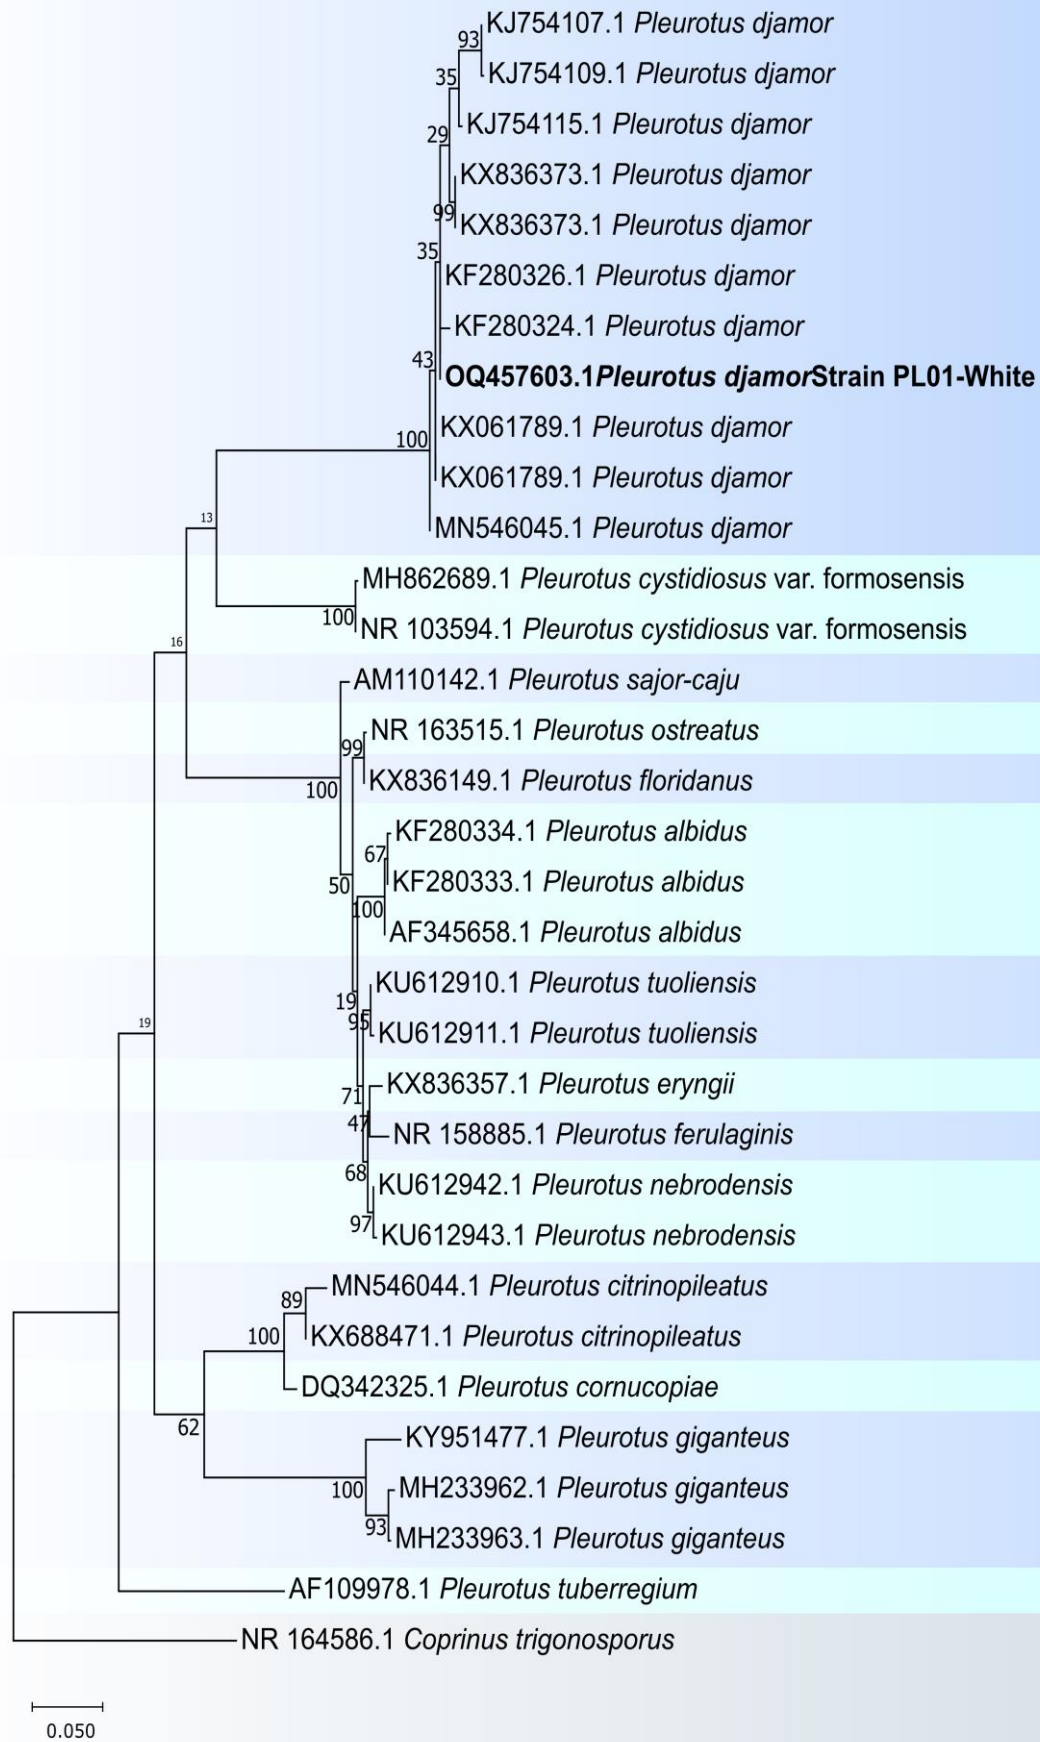 KJ754107.1 Pleurotus djamor
93
KJ754109.1 Pleurotus djamor
35
KJ754115.1 Pleurotus djamor
29
KX836373.1 Pleurotus djamor
99
KX836373.1 Pleurotus djamor
35
KF280326.1 Pleurotus djamor
KF280324.1 Pleurotus djamor
43
OQ457603.1Pleurotus djamorStrain PL01-White
KX061789.1 Pleurotus djamor
100
KX061789.1 Pleurotus djamor
13
MN546045.1 Pleurotus djamor
MH862689.1 Pleurotus cystidiosus var. formosensis
100
NR 103594.1 Pleurotus cystidiosus var. formosensis
16
AM110142.1 Pleurotus sajor-caju
NR 163515.1 Pleurotus ostreatus
99
KX836149.1 Pleurotus floridanus
100
KF280334.1 Pleurotus albidus
67
KF280333.1 Pleurotus albidus
50
100
AF345658.1 Pleurotus albidus
KU612910.1 Pleurotus tuoliensis
19
95
KU612911.1 Pleurotus tuoliensis
19
KX836357.1 Pleurotus eryngii
71
47
NR 158885.1 Pleurotus ferulaginis
68
KU612942.1 Pleurotus nebrodensis
97
KU612943.1 Pleurotus nebrodensis
MN546044.1 Pleurotus citrinopileatus
89
KX688471.1 Pleurotus citrinopileatus
100
DQ342325.1 Pleurotus cornucopiae
62
KY951477.1 Pleurotus giganteus
100
MH233962.1 Pleurotus giganteus
93
MH233963.1 Pleurotus giganteus
AF109978.1 Pleurotus tuberregium
NR 164586.1 Coprinus trigonosporus
0.050